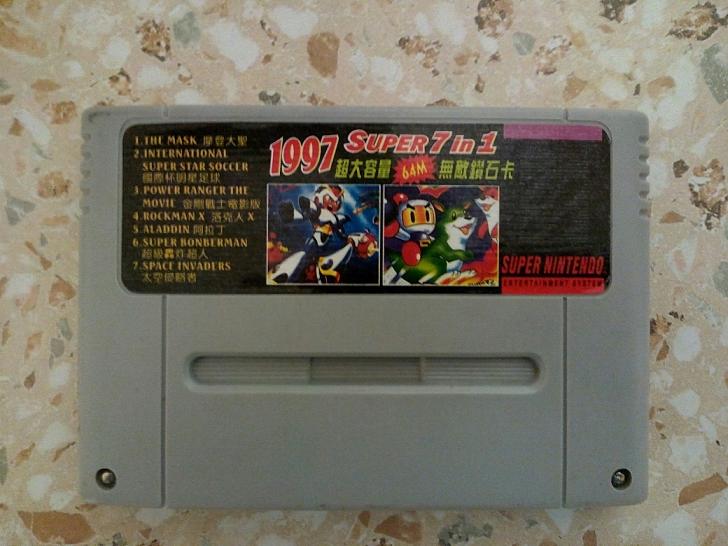 1.THE MASK 摩登大聖
2.INTERNATIONAL
SUPER STAR SOCCER
國際杯明星足球
3.POWER RANGER THE
MOVIE 金剛戰士電影版
4.ROCKMAN X 洛克人X
5.ALADDIN 阿拉丁
6.SUPER BONBERMAN
超級轟炸超人
7.SPACE INVADERS
太空侵略者
1997 SUPER 7 in 1
超大容量 64M 無敵鑽石卡
SUPER NINTENDO
ENTERTAINMENT SYSTEM